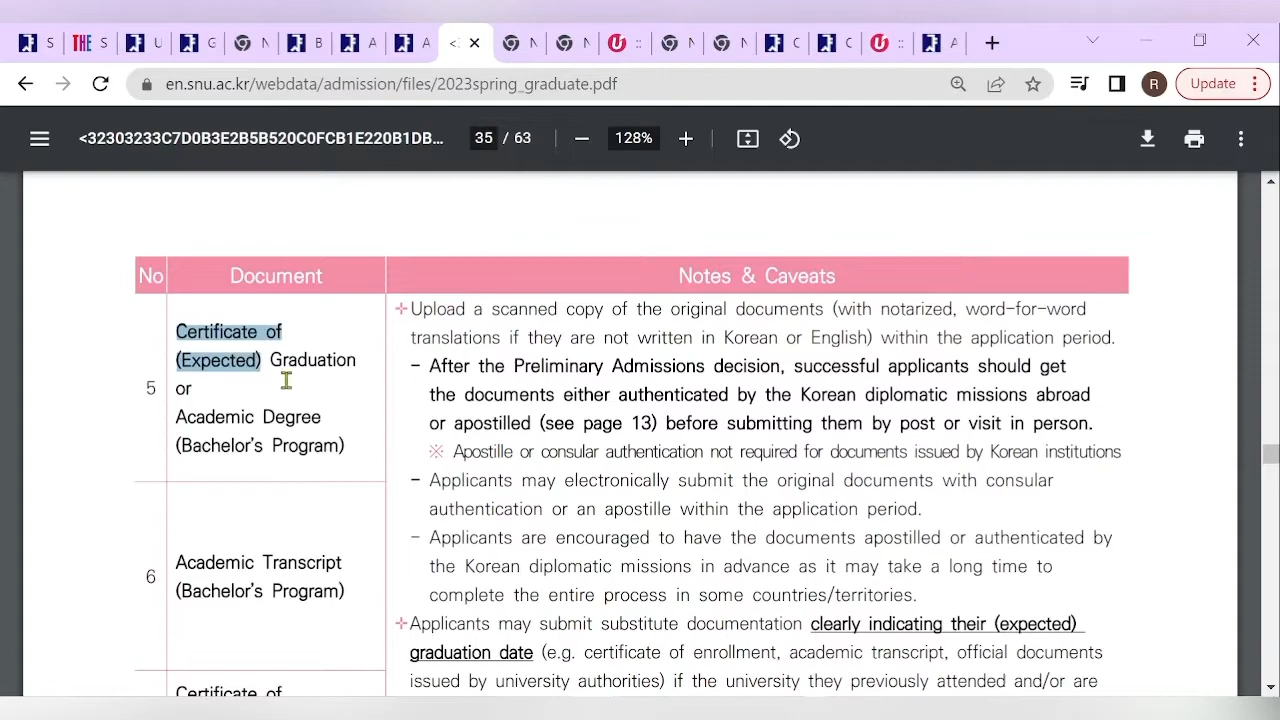 S
THE S
U
G
N
B
A
A
<:
N
N
::
N
N
C
C
::
A
en.snu.ac.kr/webdata/admission/files/2023spring_graduate.pdf
R
Update
<32303233C7D0B3E2B5B520C0FCB1E220B1DB...
35 / 63
128%
No
Document
Notes & Caveats
5
Certificate of
(Expected) Graduation
or
Academic Degree
(Bachelor's Program)
✢Upload a scanned copy of the original documents (with notarized, word-for-word
translations if they are not written in Korean or English) within the application period.
- After the Preliminary Admissions decision, successful applicants should get
the documents either authenticated by the Korean diplomatic missions abroad
or apostilled (see page 13) before submitting them by post or visit in person.
※ Apostille or consular authentication not required for documents issued by Korean institutions
- Applicants may electronically submit the original documents with consular
authentication or an apostille within the application period.
- Applicants are encouraged to have the documents apostilled or authenticated by
the Korean diplomatic missions in advance as it may take a long time to
complete the entire process in some countries/territories.
✢Applicants may submit substitute documentation clearly indicating their (expected)
graduation date (e.g. certificate of enrollment, academic transcript, official documents
issued by university authorities) if the university they previously attended and/or are
6
Academic Transcript
(Bachelor's Program)
Certificate of